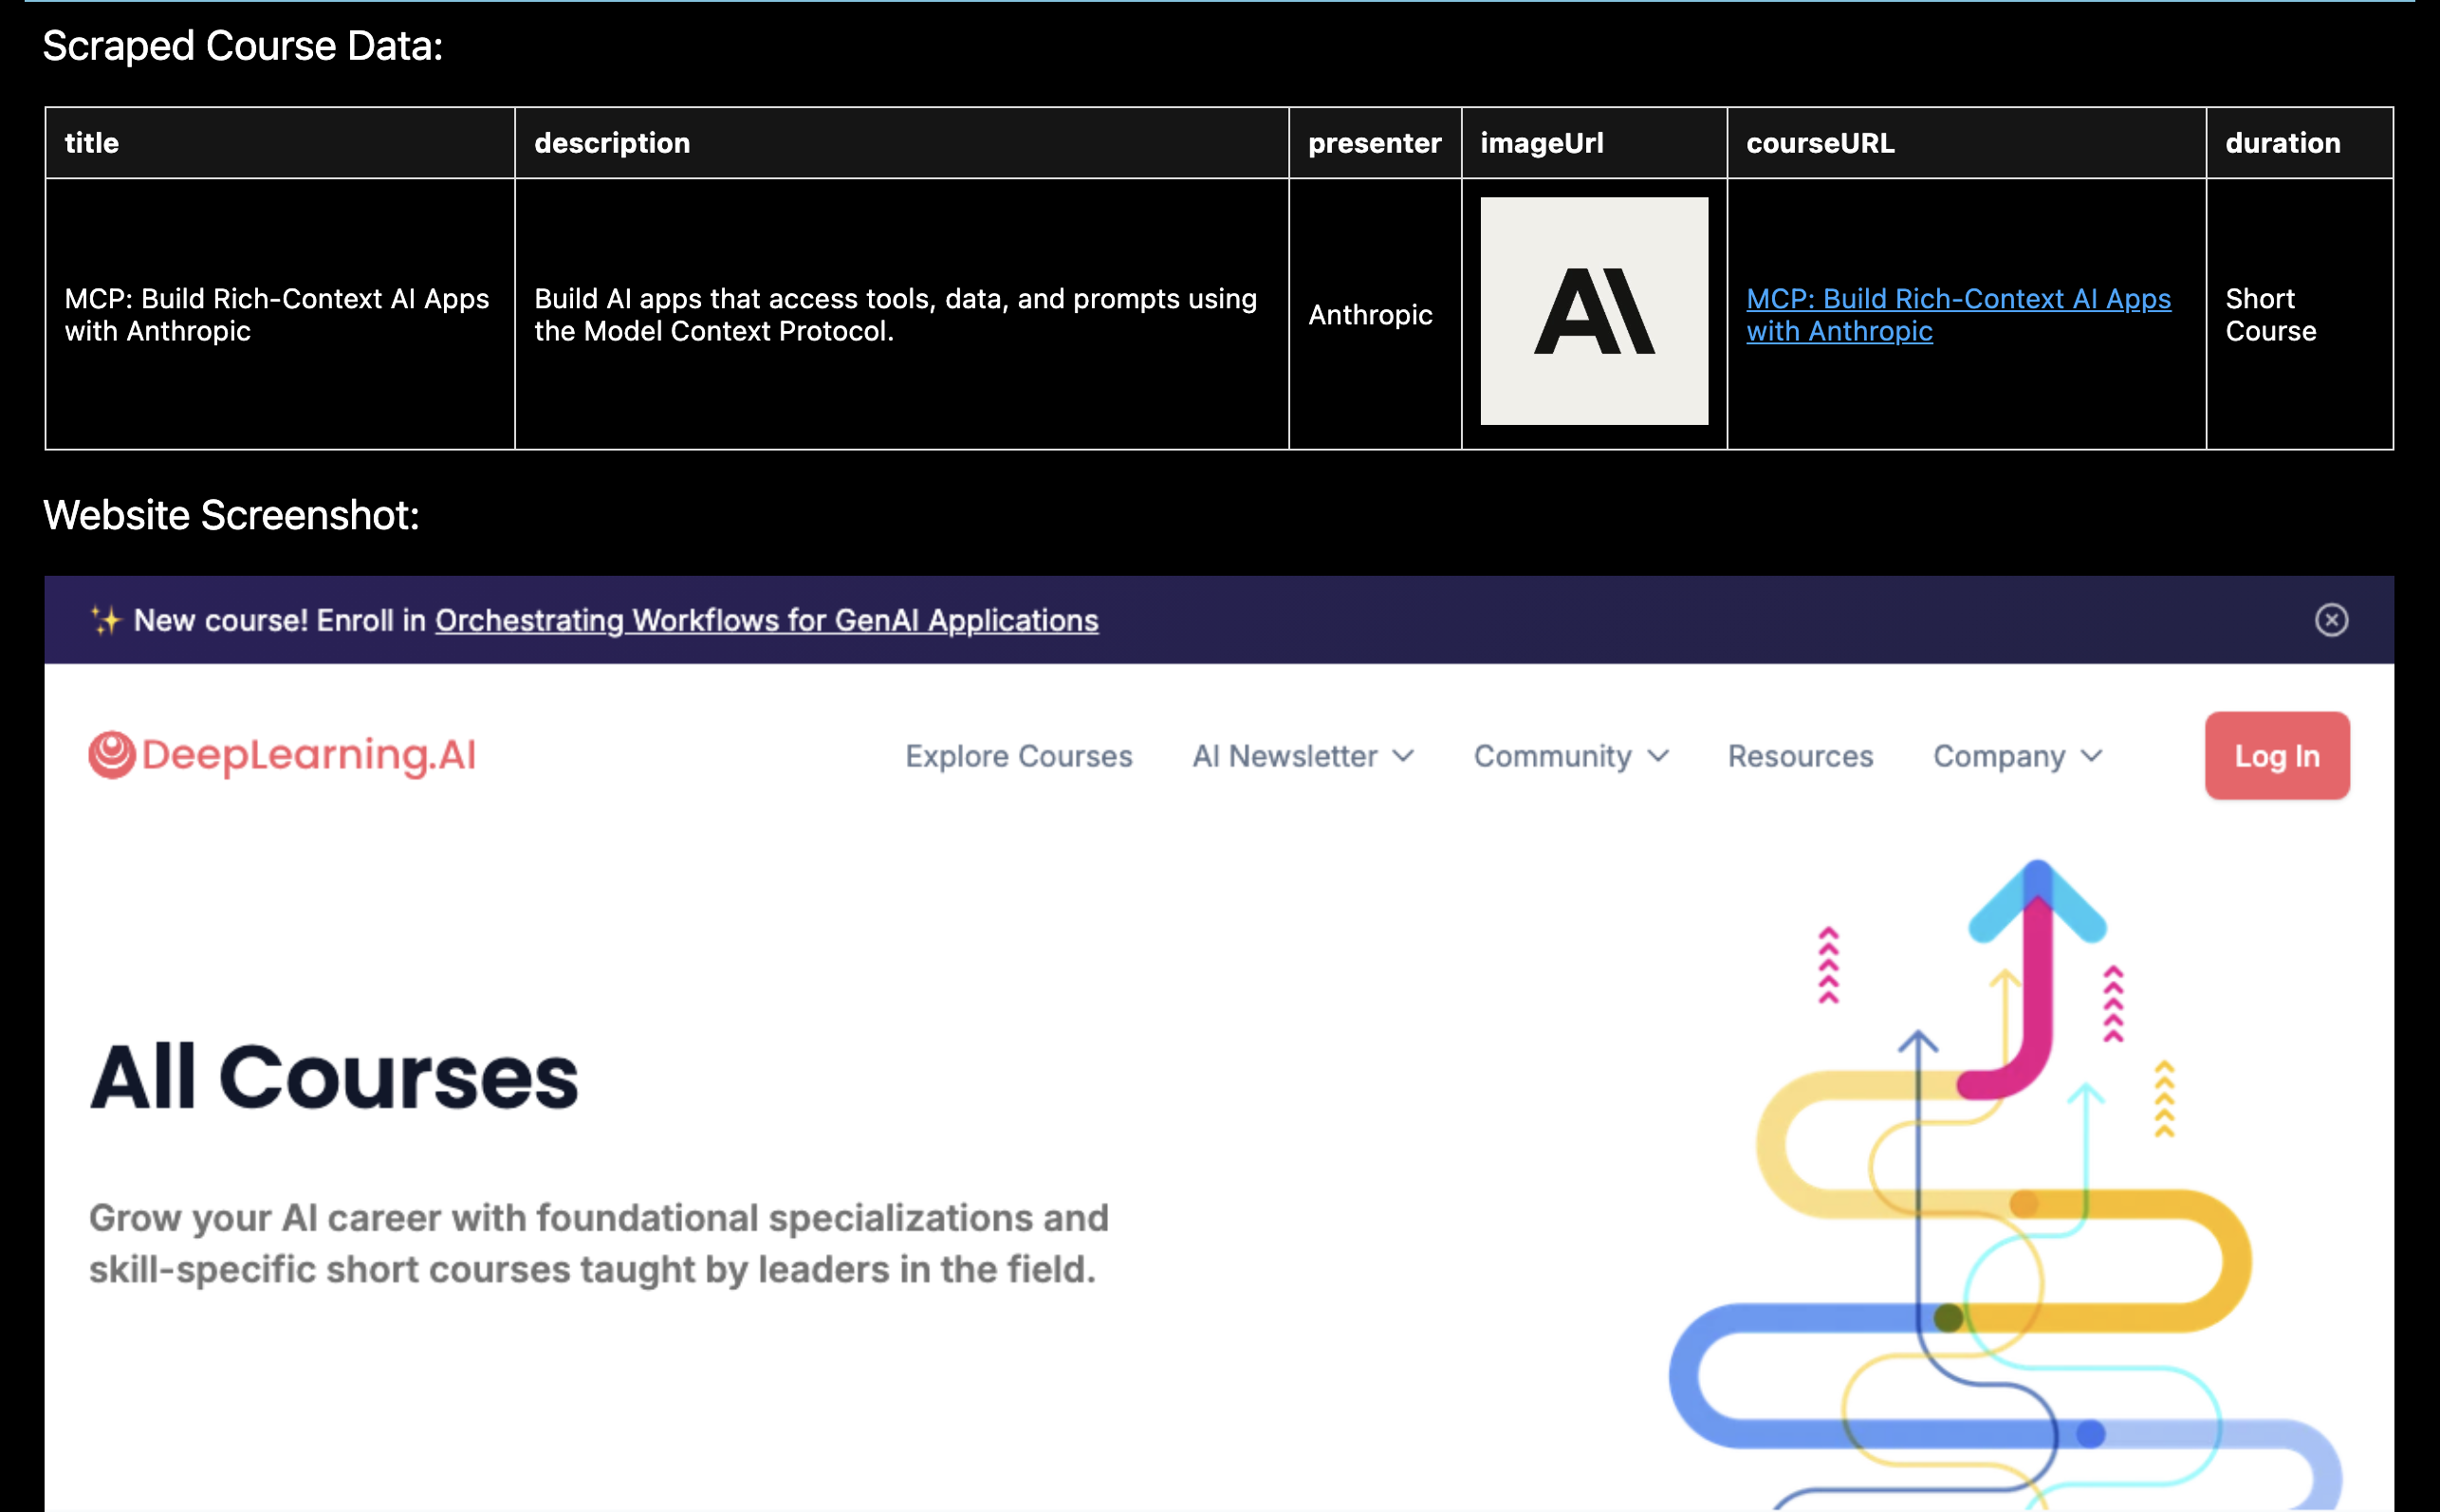 Scraped Course Data:
title description presenter imageUrl courseURL duration
MCP: Build Rich-Context AI Apps
with Anthropic
Build AI apps that access tools, data, and prompts using
the Model Context Protocol.
Anthropic
A\
MCP: Build Rich-Context AI Apps
with Anthropic
Short
Course
Website Screenshot:
✨ New course! Enroll in Orchestrating Workflows for GenAI Applications
DeepLearning.AI
Explore Courses AI Newsletter Community Resources Company Log In
All Courses
Grow your AI career with foundational specializations and
skill-specific short courses taught by leaders in the field.